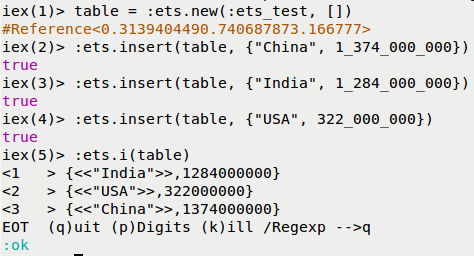 iex(1)> table = :ets.new(:ets_test, [])
#Reference<0.3139404490.740687873.166777>
iex(2)> :ets.insert(table, {"China", 1_374_000_000})
true
iex(3)> :ets.insert(table, {"India", 1_284_000_000})
true
iex(4)> :ets.insert(table, {"USA", 322_000_000})
true
iex(5)> :ets.i(table)
<1   > {<<"India">>,1284000000}
<2   > {<<"USA">>,322000000}
<3   > {<<"China">>,1374000000}
EOT  (q)uit (p)Digits (k)ill /Regexp -->q
:ok